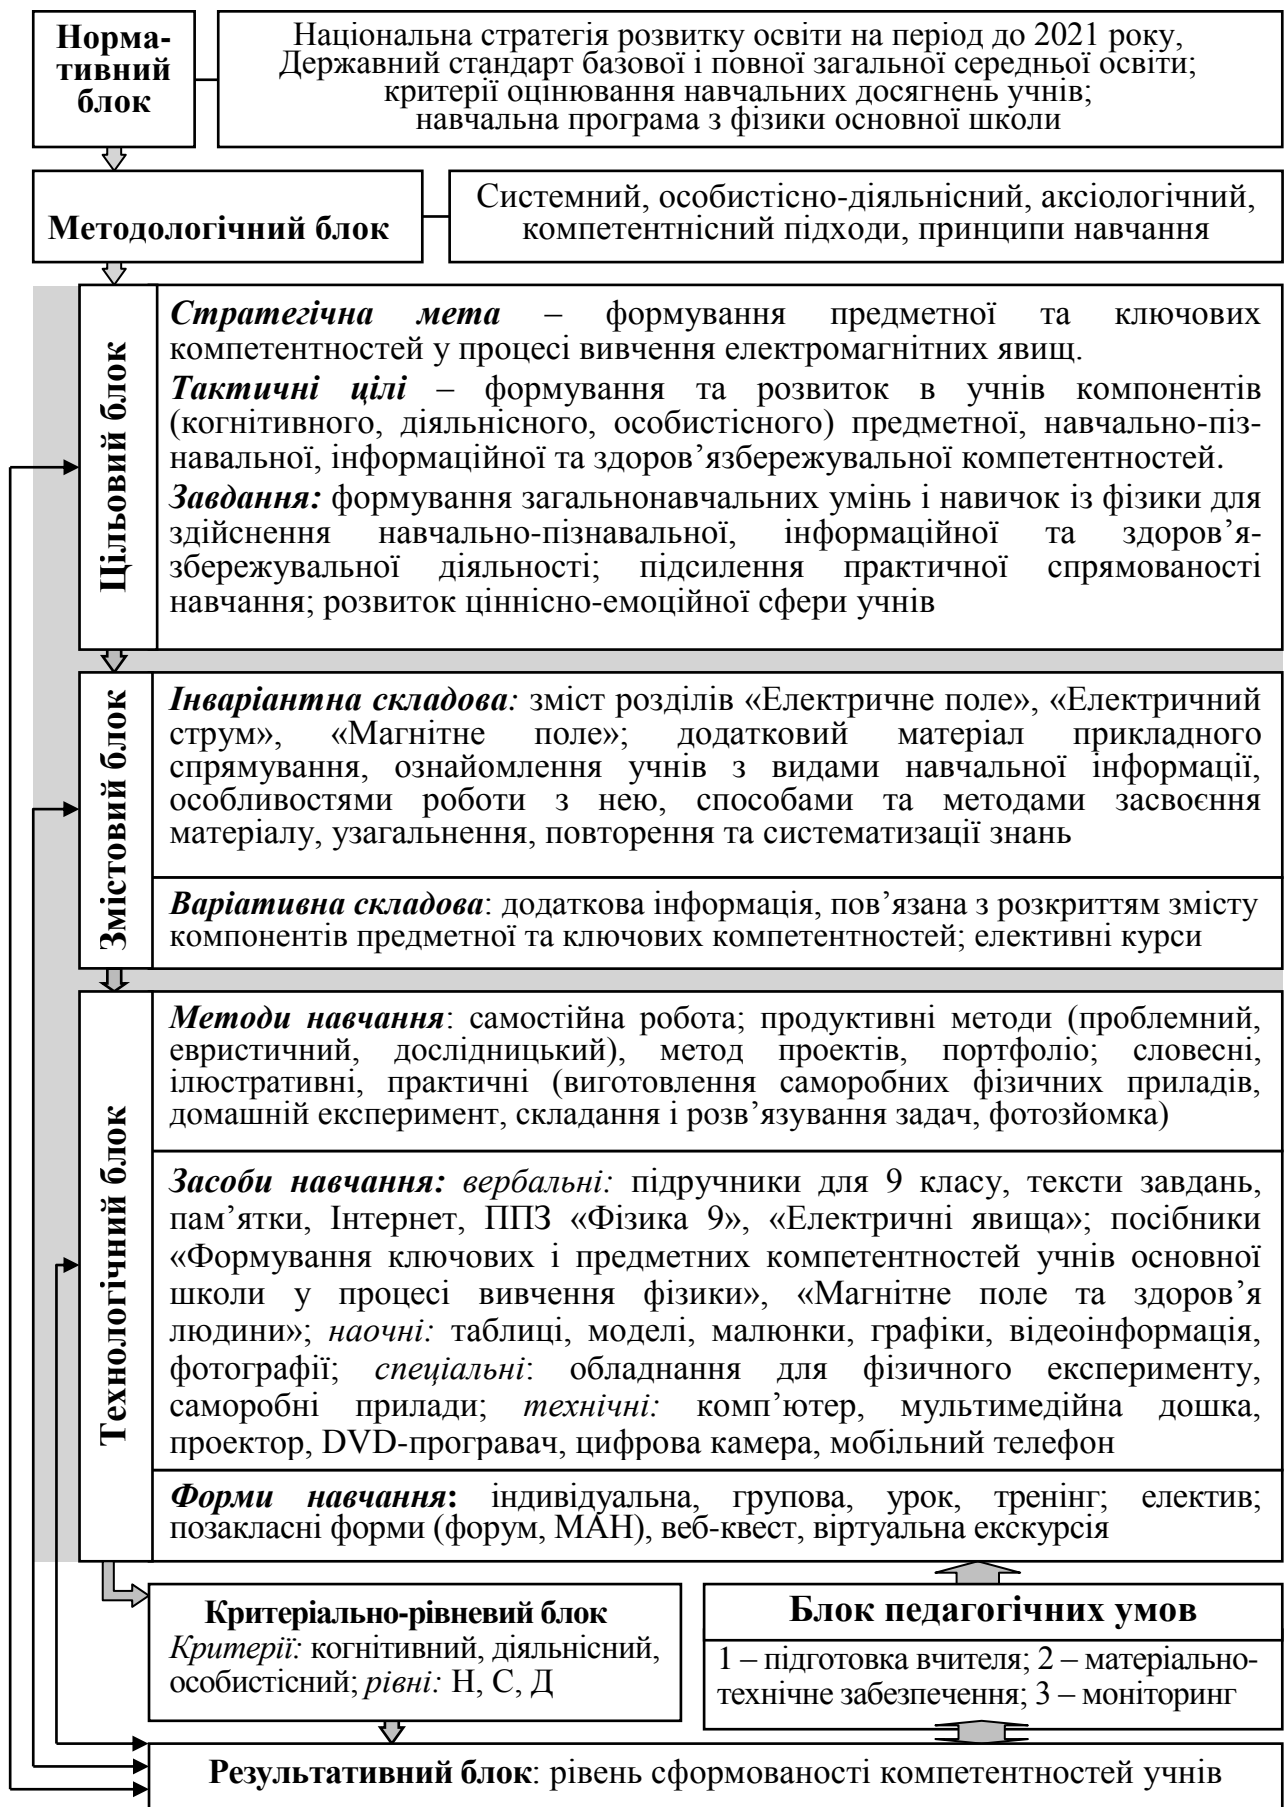 Норма-
тивний
блок
Національна стратегія розвитку освіти на період до 2021 року,
Державний стандарт базової і повної загальної середньої освіти;
критерії оцінювання навчальних досягнень учнів;
навчальна програма з фізики основної школи
Методологічний блок
Системний, особистісно-діяльнісний, аксіологічний,
компетентнісний підходи, принципи навчання
Цільовий блок
Стратегічна мета – формування предметної та ключових
компетентностей у процесі вивчення електромагнітних явищ.
Тактичні цілі – формування та розвиток в учнів компонентів
(когнітивного, діяльнісного, особистісного) предметної, навчально-піз-
навальної, інформаційної та здоров’язбережувальної компетентностей.
Завдання: формування загальнонавчальних умінь і навичок із фізики для
здійснення навчально-пізнавальної, інформаційної та здоров’я-
збережувальної діяльності; підсилення практичної спрямованості
навчання; розвиток ціннісно-емоційної сфери учнів
Змістовий блок
Інваріантна складова: зміст розділів «Електричне поле», «Електричний
струм», «Магнітне поле»; додатковий матеріал прикладного
спрямування, ознайомлення учнів з видами навчальної інформації,
особливостями роботи з нею, способами та методами засвоєння
матеріалу, узагальнення, повторення та систематизації знань
Варіативна складова: додаткова інформація, пов’язана з розкриттям змісту
компонентів предметної та ключових компетентностей; елективні курси
Технологічний блок
Методи навчання: самостійна робота; продуктивні методи (проблемний,
евристичний, дослідницький), метод проектів, портфоліо; словесні,
ілюстративні, практичні (виготовлення саморобних фізичних приладів,
домашній експеримент, складання і розв’язування задач, фотозйомка)
Засоби навчання: вербальні: підручники для 9 класу, тексти завдань,
пам’ятки, Інтернет, ППЗ «Фізика 9», «Електричні явища»; посібники
«Формування ключових і предметних компетентностей учнів основної
школи у процесі вивчення фізики», «Магнітне поле та здоров’я
людини»; наочні: таблиці, моделі, малюнки, графіки, відеоінформація,
фотографії; спеціальні: обладнання для фізичного експерименту,
саморобні прилади; технічні: комп’ютер, мультимедійна дошка,
проектор, DVD-програвач, цифрова камера, мобільний телефон
Форми навчання: індивідуальна, групова, урок, тренінг; електив;
позакласні форми (форум, МАН), веб-квест, віртуальна екскурсія
Критеріально-рівневий блок
Критерії: когнітивний, діяльнісний,
особистісний; рівні: Н, С, Д
Блок педагогічних умов
1 – підготовка вчителя; 2 – матеріально-
технічне забезпечення; 3 – моніторинг
Результативний блок: рівень сформованості компетентностей учнів